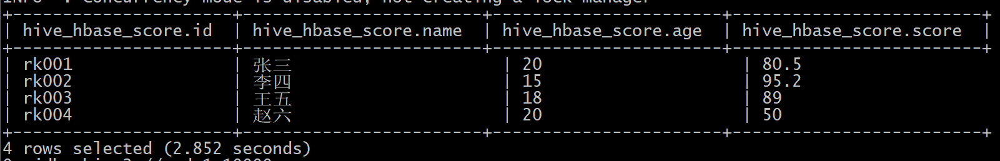 INFO  : Concurrency mode is disabled, not creating a lock manager
+----------------------+------------------------+-----------------------+-------------------------+
| hive_hbase_score.id  | hive_hbase_score.name  | hive_hbase_score.age  | hive_hbase_score.score  |
+----------------------+------------------------+-----------------------+-------------------------+
| rk001                | 张三                     | 20                    | 80.5
| rk002                | 李四                     | 15                    | 95.2
| rk003                | 王五                     | 18                    | 89
| rk004                | 赵六                     | 20                    | 50
+----------------------+------------------------+-----------------------+-------------------------+
4 rows selected (2.852 seconds)